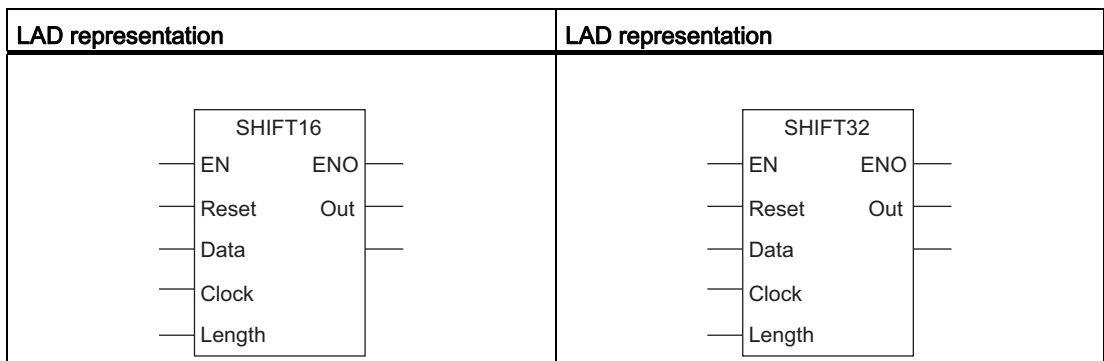 LAD representation
LAD representation
SHIFT16
EN ENO
Reset Out
Data
Clock
Length
SHIFT32
EN ENO
Reset Out
Data
Clock
Length